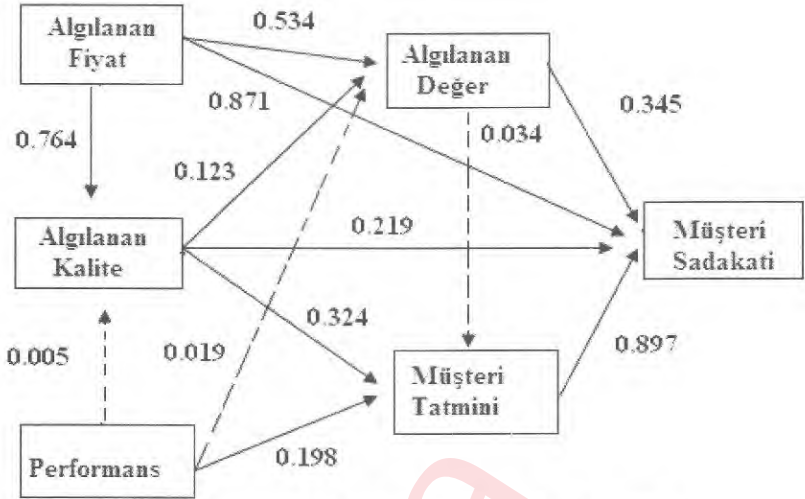 Algılanan
Fiyat
0.534
Algılanan
Değer
0.871
0.345
0.034
0.764
0.123
Algılanan
Kalite
0.219
Müşteri
Sadakati
0.324
0.019
0.005
Müşteri
Tatmini
0.897
Performans
0.198